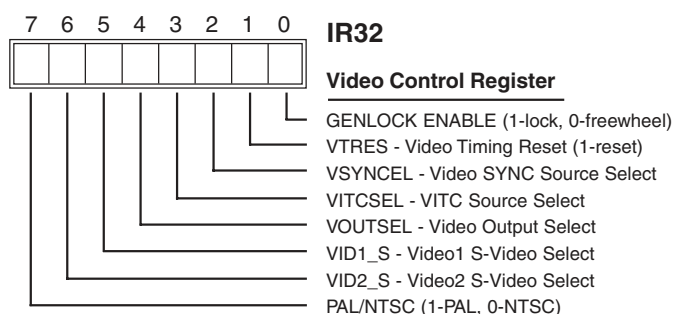 7 6 5 4 3 2 1 0
IR32
Video Control Register
GENLOCK ENABLE (1-lock, 0-freewheel)
VTRES - Video Timing Reset (1-reset)
VSYNCEL - Video SYNC Source Select
VITCSEL - VITC Source Select
VOUTSEL - Video Output Select
VID1_S - Video1 S-Video Select
VID2_S - Video2 S-Video Select
PAL/NTSC (1-PAL, 0-NTSC)